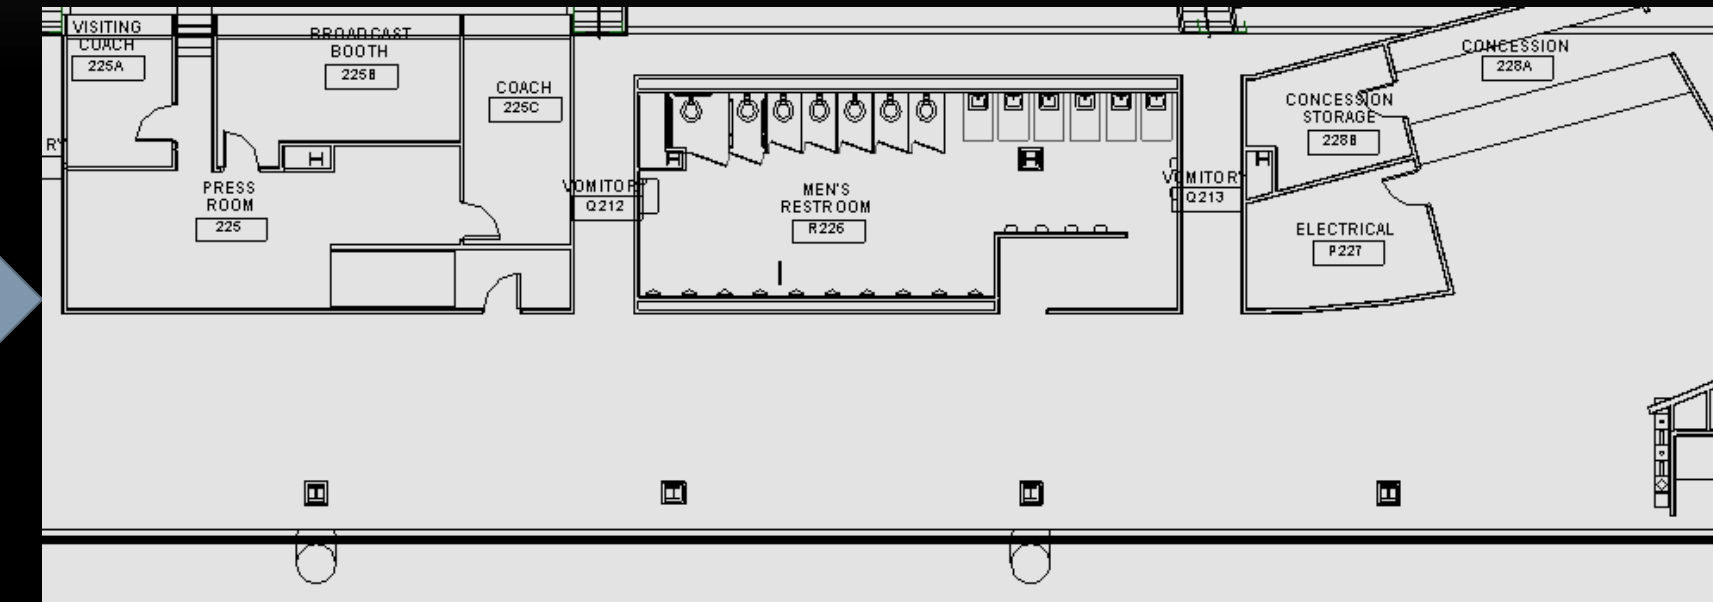 VISITING
COACH
225A
BROADCAST
BOOTH
225B
COACH
225C
PRESS
ROOM
225
VOMITORY
Q212
MEN'S
RESTROOM
R226
VOMITORY
Q213
CONCESSION
228A
CONCESSION
STORAGE
228B
ELECTRICAL
P227